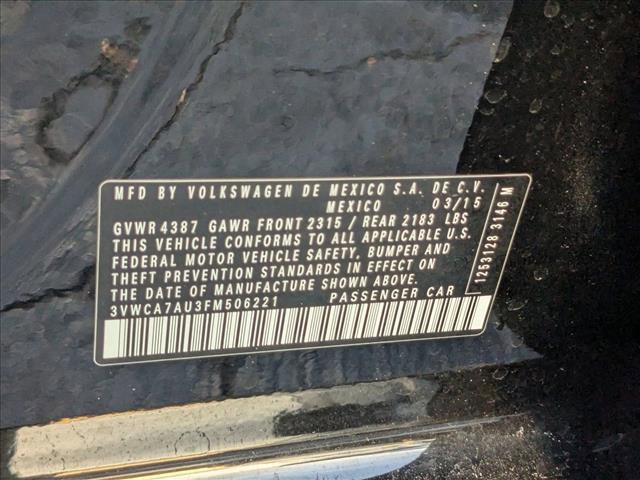 MFD BY VOLKSWAGEN DE MEXICO S.A. DE C.V.
MEXICO 03/15
GVWR 4387 GAWR FRONT 2315 / REAR 2183 LBS
THIS VEHICLE CONFORMS TO ALL APPLICABLE U.S.
FEDERAL MOTOR VEHICLE SAFETY, BUMPER AND
THEFT PREVENTION STANDARDS IN EFFECT ON
THE DATE OF MANUFACTURE SHOWN ABOVE.
3VWCA7AU3FM506221 PASSENGER CAR
1253128 3146 M